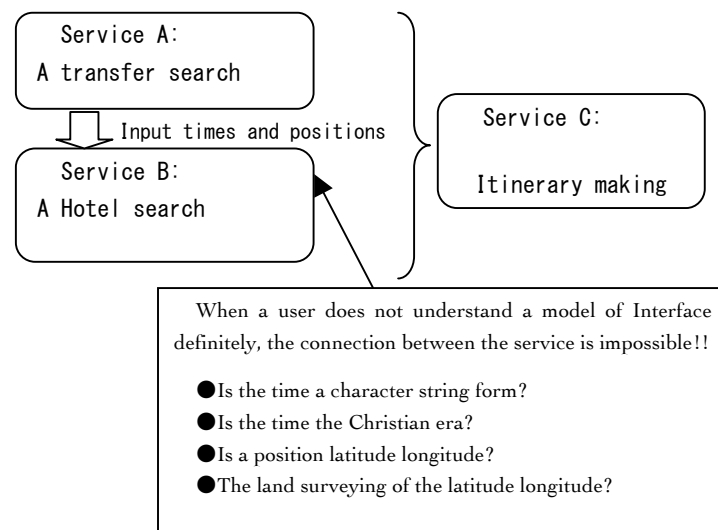 Service A:
A transfer search
Input times and positions
Service B:
A Hotel search
Service C:
Itinerary making
When a user does not understand a model of Interface
definitely, the connection between the service is impossible!!
●Is the time a character string form?
●Is the time the Christian era?
●Is a position latitude longitude?
●The land surveying of the latitude longitude?